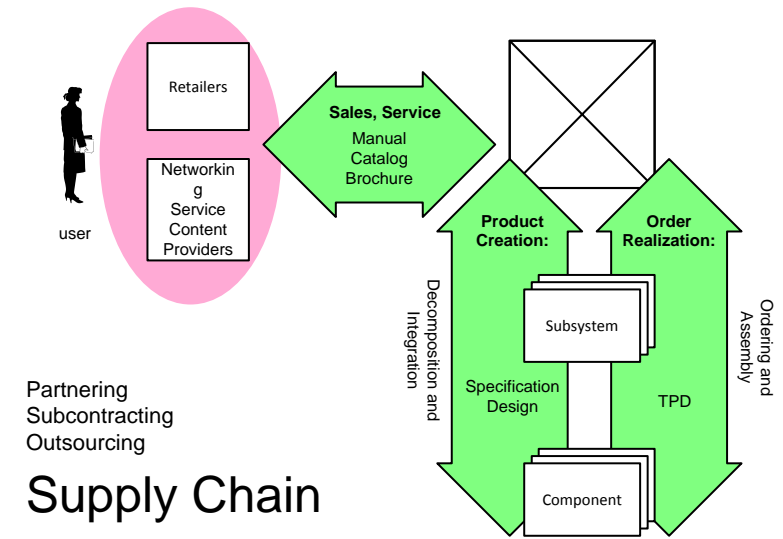 Retailers
Networkin
g
Service
Content
Providers
user
Sales, Service
Manual
Catalog
Brochure
Product
Creation:
Order
Realization:
Decomposition and
Integration
Subsystem
Ordering and
Assembly
Specification
Design
TPD
Component
Partnering
Subcontracting
Outsourcing
Supply Chain